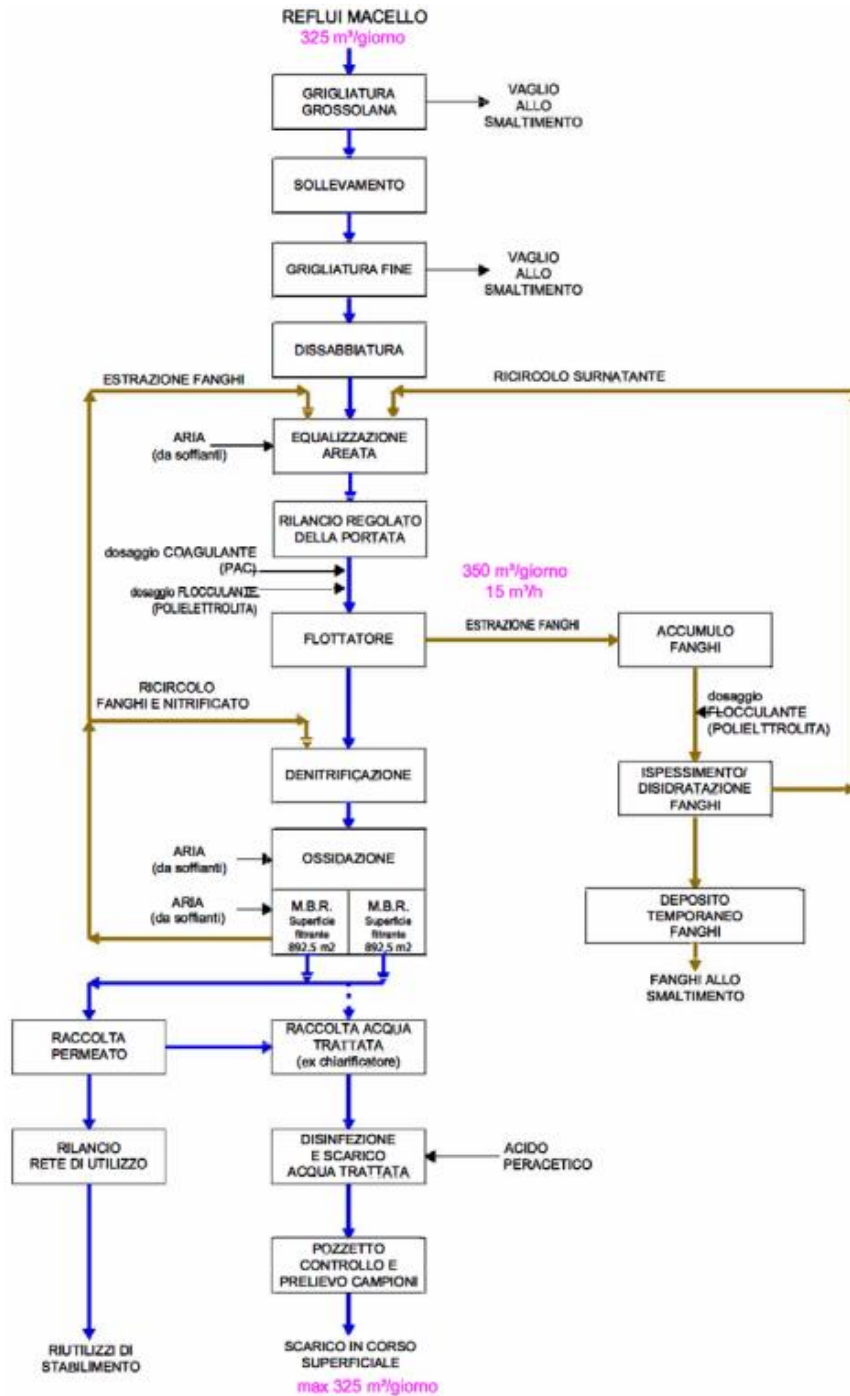 REFLUI MACELLO
325 m³/giorno
GRIGLIATURA
GROSSOLANA
VAGLIO
ALLO
SMALTIMENTO
SOLLEVAMENTO
GRIGLIATURA FINE
VAGLIO
ALLO
SMALTIMENTO
DISSABBIATURA
ESTRAZIONE FANGHI
RICIRCOLO SURNATANTE
ARIA
(da soffianti)
EQUALIZZAZIONE
AREATA
RILANCIO REGOLATO
DELLA PORTATA
dosaggio COAGULANTE
(PAC)
dosaggio FLOCCULANTE
(POLIELETTROLITA)
350 m³/giorno
15 m³/h
FLOTTATORE
ESTRAZIONE FANGHI
ACCUMULO
FANGHI
RICIRCOLO
FANGHI E NITRIFICATO
dosaggio
FLOCCULANTE
(POLIELTTROLITA)
DENITRIFICAZIONE
ISPESSIMENTO/
DISIDRATAZIONE
FANGHI
ARIA
(da soffianti)
OSSIDAZIONE
ARIA
(da soffianti)
M.B.R.
Superficie
filtrante
892,5 m2
M.B.R.
Superficie
filtrante
892,5 m2
DEPOSITO
TEMPORANEO
FANGHI
FANGHI ALLO
SMALTIMENTO
RACCOLTA
PERMEATO
RACCOLTA ACQUA
TRATTATA
(ex chiarificatore)
RILANCIO
RETE DI UTILIZZO
DISINFEZIONE
E SCARICO
ACQUA TRATTATA
ACIDO
PERACETICO
POZZETTO
CONTROLLO E
PRELIEVO CAMPIONI
RIUTILIZZI DI
STABILIMENTO
SCARICO IN CORSO
SUPERFICIALE
max 325 m³/giorno